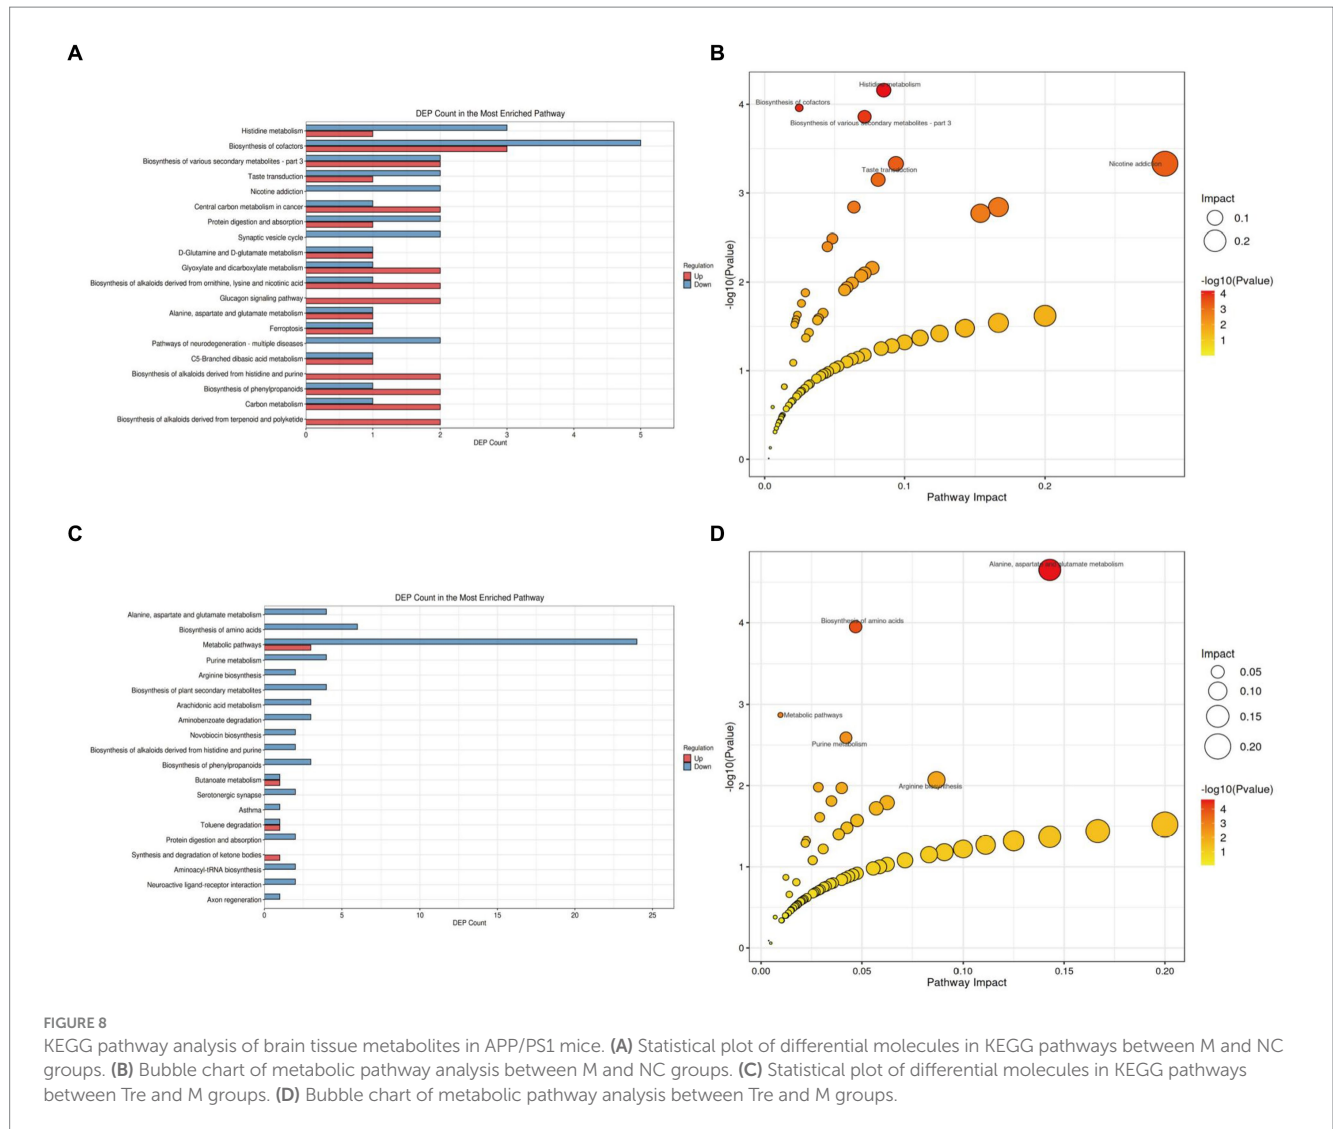 A
DEP Count in the Most Enriched Pathway
Histidine metabolism
Biosynthesis of cofactors
Biosynthesis of various secondary metabolites - part 3
Taste transduction
Nicotine addiction
Central carbon metabolism in cancer
Protein digestion and absorption
Synaptic vesicle cycle
D-Glutamine and D-glutamate metabolism
Glyoxylate and dicarboxylate metabolism
Biosynthesis of alkaloids derived from ornithine, lysine and nicotinic acid
Glucagon signaling pathway
Alanine, aspartate and glutamate metabolism
Ferroptosis
Pathways of neurodegeneration - multiple diseases
C5-Branched dibasic acid metabolism
Biosynthesis of alkaloids derived from histidine and purine
Biosynthesis of phenylpropanoids
Carbon metabolism
Biosynthesis of alkaloids derived from terpenoid and polyketide
0 1 2 3 4 5
DEP Count
Regulation
Up
Down
B
Histidine metabolism
Biosynthesis of cofactors
Biosynthesis of various secondary metabolites - part 3
Nicotine addiction
Taste transduction
-log10(Pvalue)
4
3
2
1
0
0.0 0.1 0.2
Pathway Impact
Impact
0.1
0.2
-log10(Pvalue)
4
3
2
1
C
DEP Count in the Most Enriched Pathway
Alanine, aspartate and glutamate metabolism
Biosynthesis of amino acids
Metabolic pathways
Purine metabolism
Arginine biosynthesis
Biosynthesis of plant secondary metabolites
Arachidonic acid metabolism
Aminobenzoate degradation
Novobiocin biosynthesis
Biosynthesis of alkaloids derived from histidine and purine
Biosynthesis of phenylpropanoids
Butanoate metabolism
Serotonergic synapse
Asthma
Toluene degradation
Protein digestion and absorption
Synthesis and degradation of ketone bodies
Aminoacyl-tRNA biosynthesis
Neuroactive ligand-receptor interaction
Axon regeneration
0 5 10 15 20 25
DEP Count
Regulation
Up
Down
D
Alanine, aspartate and glutamate metabolism
Biosynthesis of amino acids
Metabolic pathways
Purine metabolism
Arginine biosynthesis
-log10(Pvalue)
4
3
2
1
0
0.00 0.05 0.10 0.15 0.20
Pathway Impact
Impact
0.05
0.10
0.15
0.20
-log10(Pvalue)
4
3
2
1
FIGURE 8
KEGG pathway analysis of brain tissue metabolites in APP/PS1 mice. (A) Statistical plot of differential molecules in KEGG pathways between M and NC
groups. (B) Bubble chart of metabolic pathway analysis between M and NC groups. (C) Statistical plot of differential molecules in KEGG pathways
between Tre and M groups. (D) Bubble chart of metabolic pathway analysis between Tre and M groups.